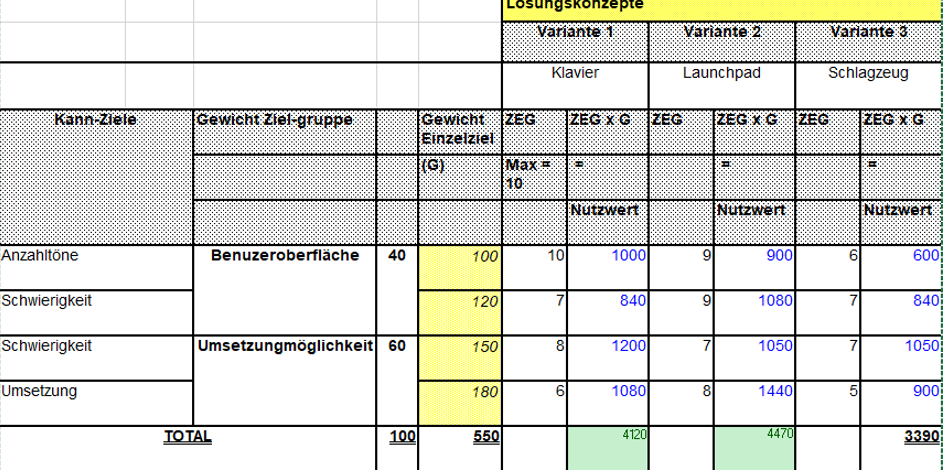 Lösungskonzepte
Variante 1 Variante 2 Variante 3
Klavier Launchpad Schlagzeug
Kann-Ziele Gewicht Ziel-gruppe Gewicht Einzelziel ZEG ZEG x G ZEG ZEG x G ZEG ZEG x G
(G) Max = 10 = = =
Nutzwert Nutzwert Nutzwert
Anzahltöne Benuzeroberfläche 40 100 10 1000 9 900 6 600
Schwierigkeit 120 7 840 9 1080 7 840
Schwierigkeit Umsetzungmöglichkeit 60 150 8 1200 7 1050 7 1050
Umsetzung 180 6 1080 8 1440 5 900
TOTAL 100 550 4120 4470 3390